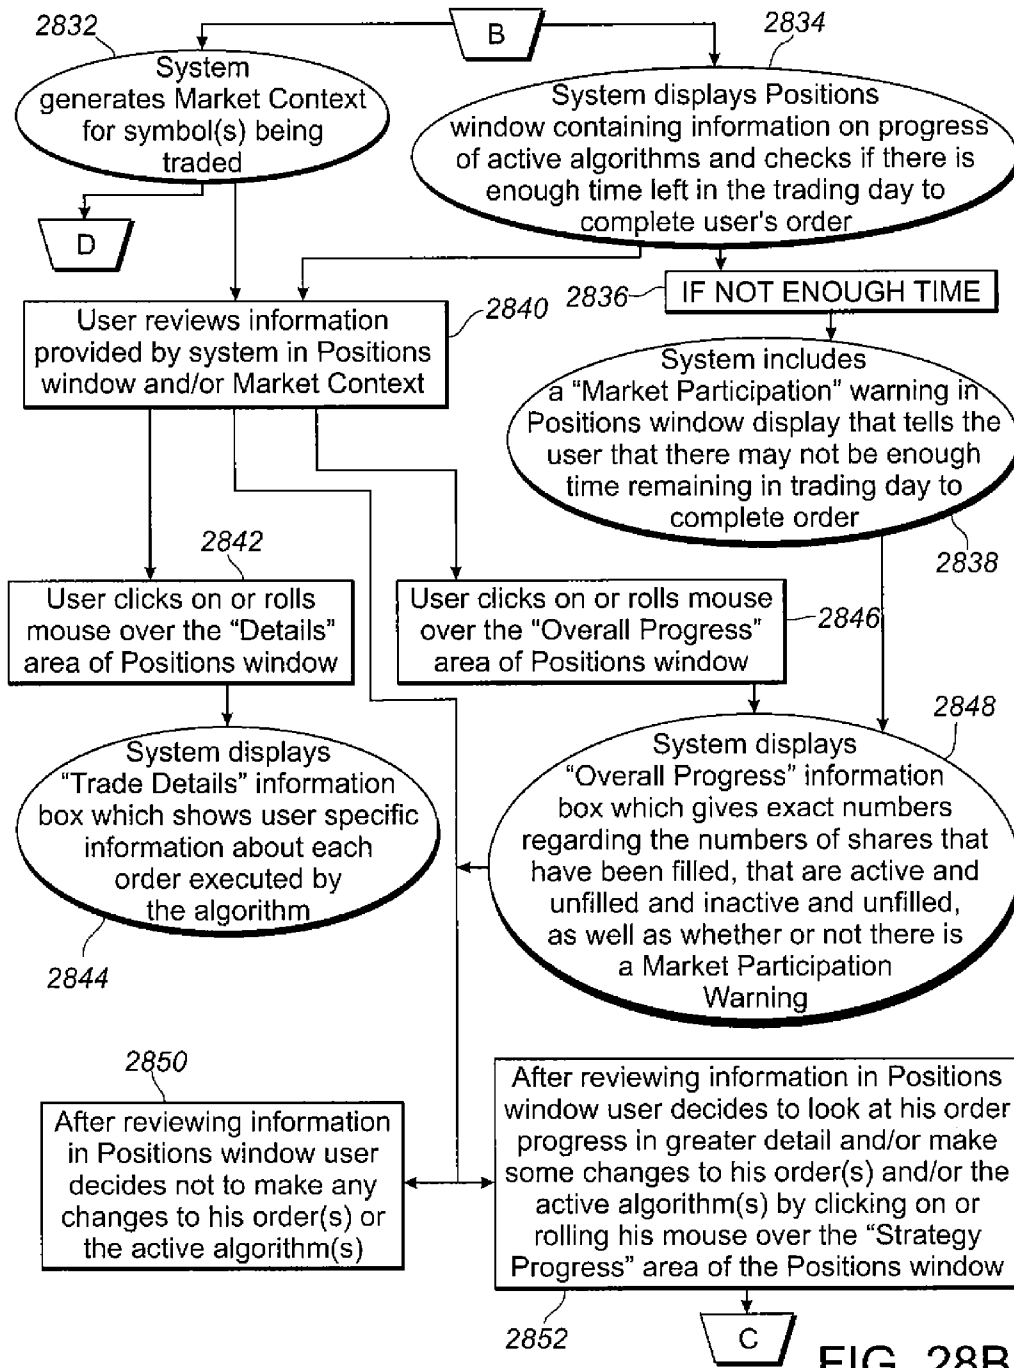 2832
B
2834
System
generates Market Context
for symbol(s) being
traded
System displays Positions
window containing information on progress
of active algorithms and checks if there is
enough time left in the trading day to
complete user's order
D
2836
IF NOT ENOUGH TIME
User reviews information
provided by system in Positions
window and/or Market Context
2840
System includes
a “Market Participation” warning in
Positions window display that tells the
user that there may not be enough
time remaining in trading day to
complete order
2838
2842
User clicks on or rolls
mouse over the “Details”
area of Positions window
User clicks on or rolls mouse
over the “Overall Progress”
area of Positions window
2846
2848
System displays
“Trade Details” information
box which shows user specific
information about each
order executed by
the algorithm
2844
System displays
“Overall Progress” information
box which gives exact numbers
regarding the numbers of shares that
have been filled, that are active and
unfilled and inactive and unfilled,
as well as whether or not there is
a Market Participation
Warning
2850
After reviewing information
in Positions window user
decides not to make any
changes to his order(s) or
the active algorithm(s)
After reviewing information in Positions
window user decides to look at his order
progress in greater detail and/or make
some changes to his order(s) and/or the
active algorithm(s) by clicking on or
rolling his mouse over the “Strategy
Progress” area of the Positions window
2852
C
FIG. 28B